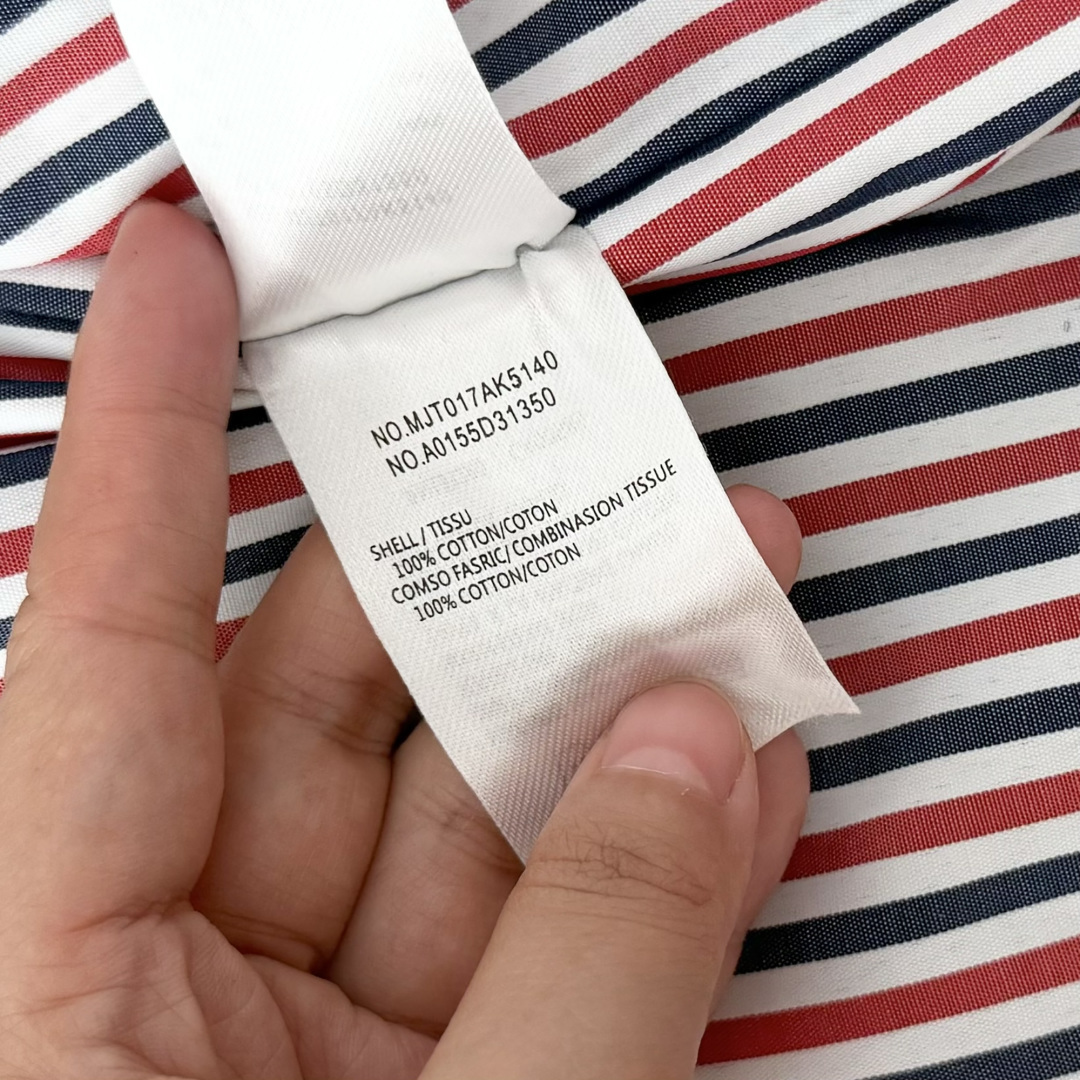 NO.MJT017AK5140
NO.A0155D31350
SHELL/TISSU
100% COTTON/COTON
COMSO FASRIC/COMBINASION TISSUE
100% COTTON/COTON